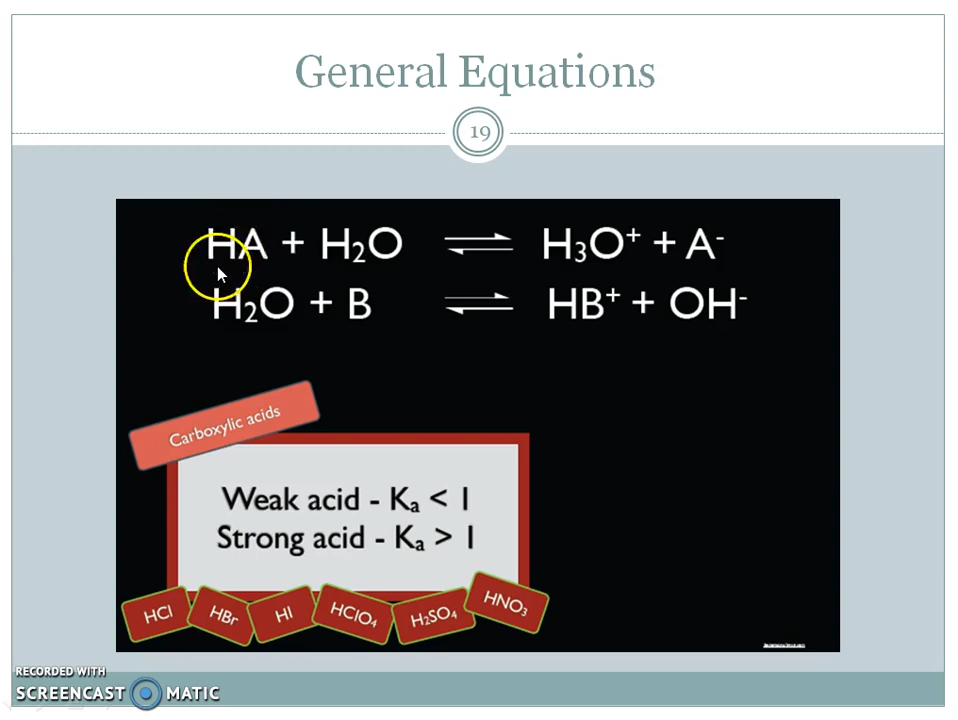 General Equations
19
HA + H₂O ⇌ H₃O⁺ + A⁻
H₂O + B ⇌ HB⁺ + OH⁻
Carboxylic acids
Weak acid - Kₐ < 1
Strong acid - Kₐ > 1
HCl HBr HI HClO₄ H₂SO₄ HNO₃
RECORDED WITH
SCREENCAST MATIC